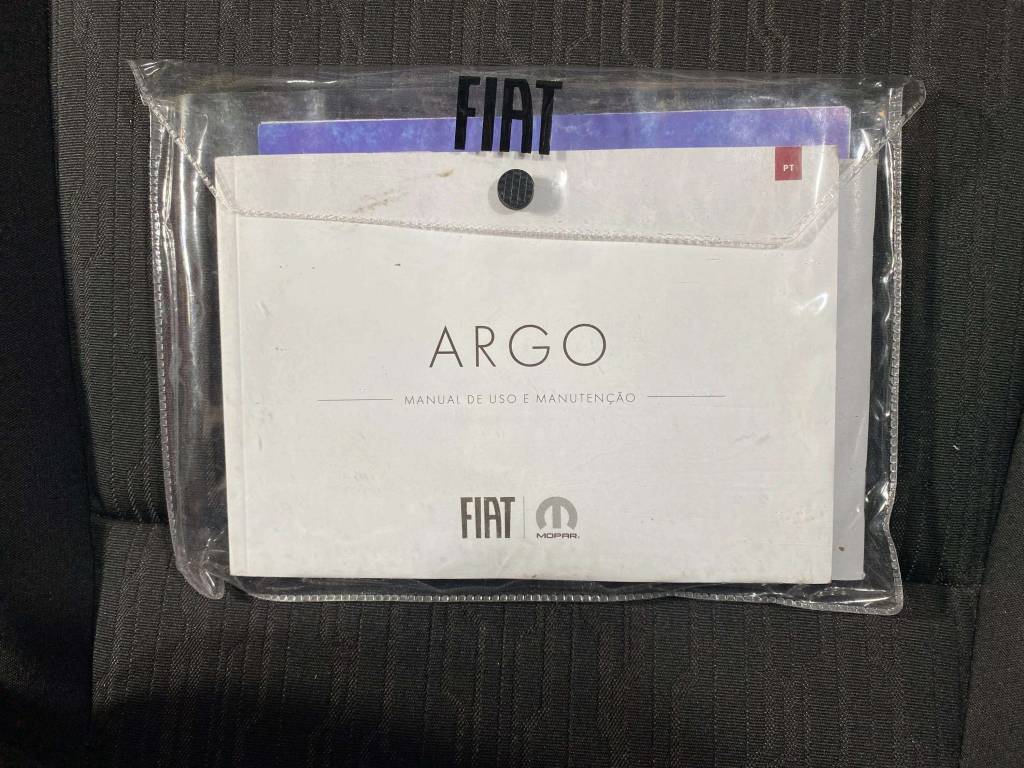 FIAT
PT
ARGO
MANUAL DE USO E MANUTENÇÃO
FIAT
MOPAR®